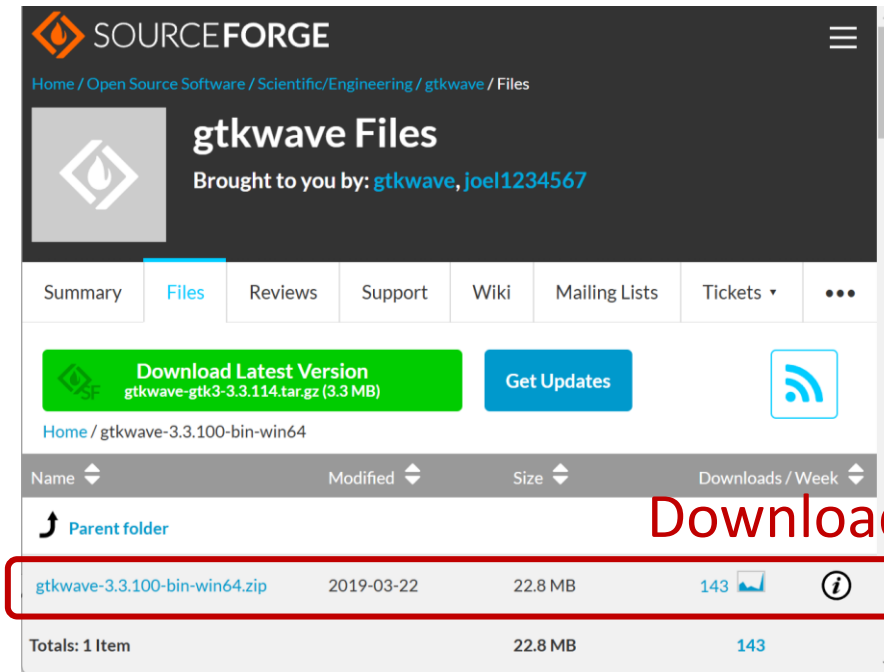 SOURCEFORGE
Home / Open Source Software / Scientific/Engineering / gtkwave / Files
gtkwave Files
Brought to you by: gtkwave, joel1234567
Summary Files Reviews Support Wiki Mailing Lists Tickets ▾ •••
Download Latest Version
gtkwave-gtk3-3.3.114.tar.gz (3.3 MB)
SF
Get Updates
Home / gtkwave-3.3.100-bin-win64
Name Modified Size Downloads / Week
Parent folder
gtkwave-3.3.100-bin-win64.zip 2019-03-22 22.8 MB 143 i
Totals: 1 Item 22.8 MB 143